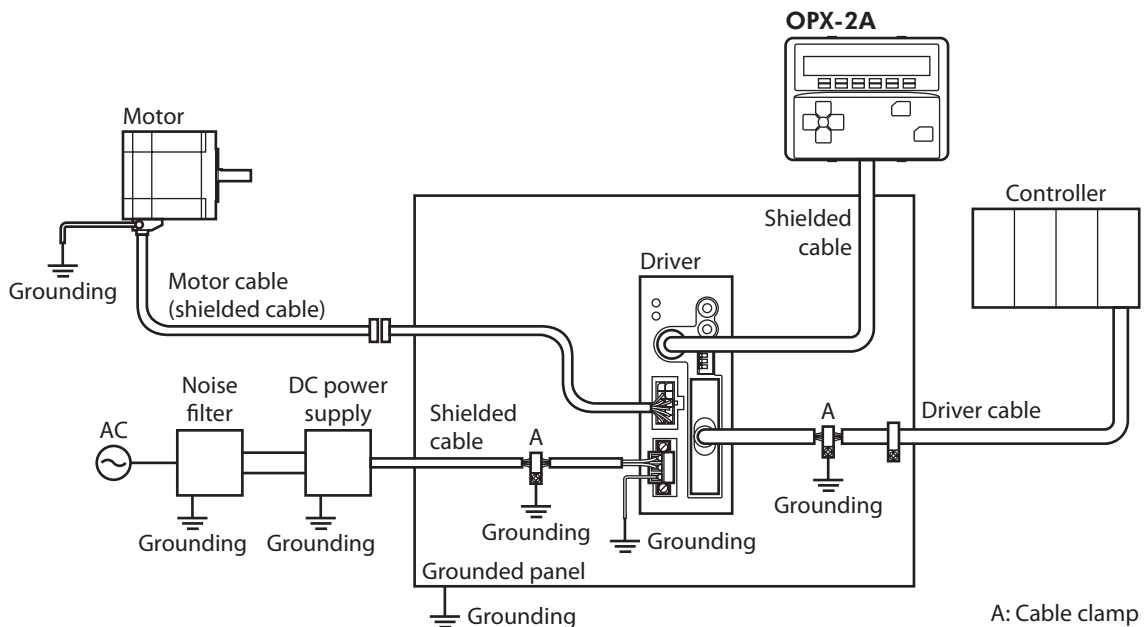 OPX-2A
Motor
Controller
Shielded
cable
Driver
Grounding
Motor cable
(shielded cable)
Noise
filter
DC power
supply
Shielded
cable
A
A
Driver cable
AC
Grounding
Grounding
Grounding
Grounding
Grounding
Grounded panel
Grounding
A: Cable clamp